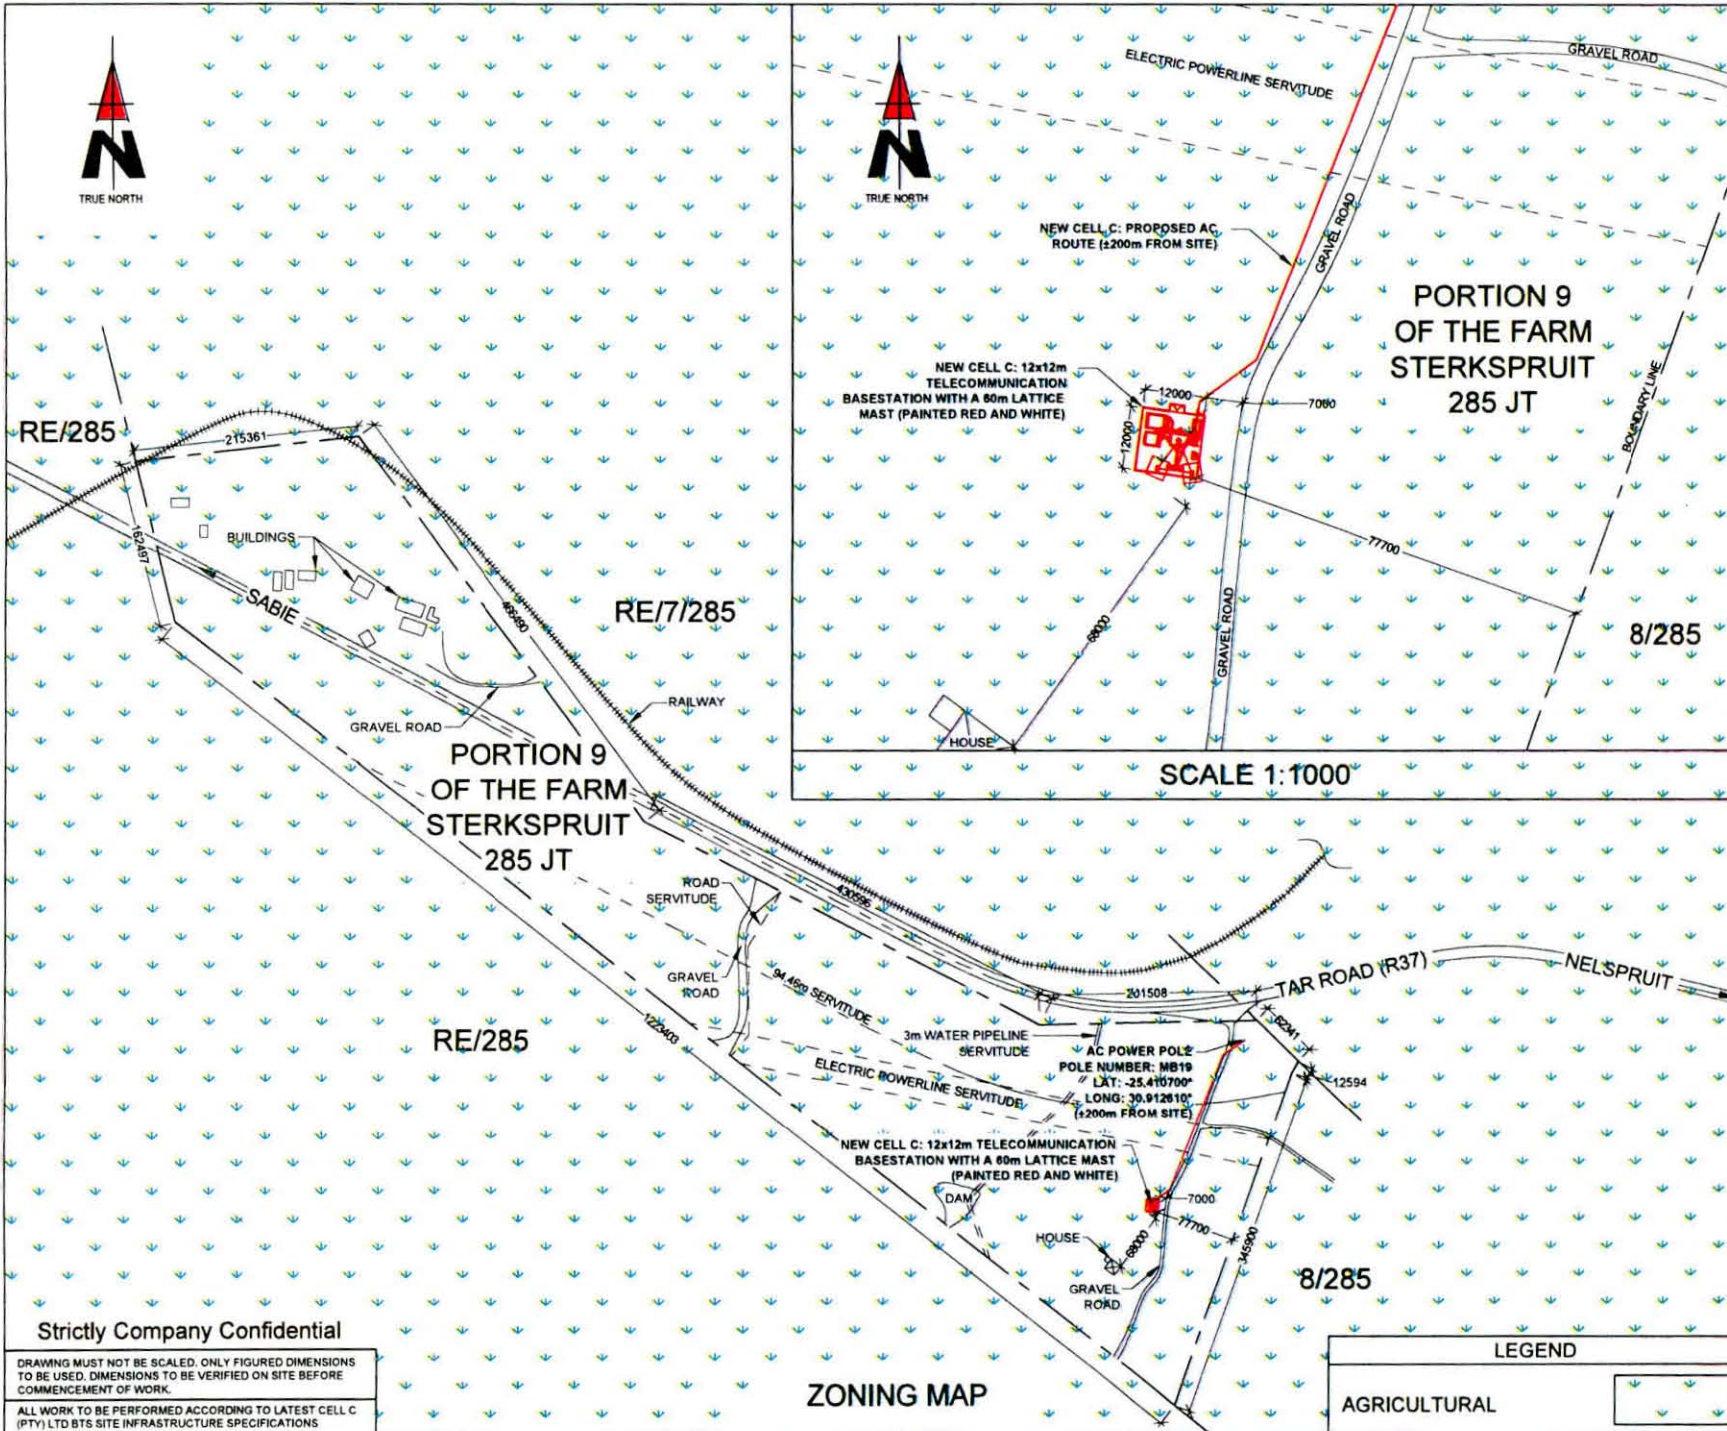 N
TRUE NORTH
N
TRUE NORTH
ELECTRIC POWERLINE SERVITUDE
GRAVEL ROAD
GRAVEL ROAD
NEW CELL C: PROPOSED AC
ROUTE (±200m FROM SITE)
PORTION 9
OF THE FARM
STERKSPRUIT
285 JT
NEW CELL C: 12x12m
TELECOMMUNICATION
BASESTATION WITH A 60m LATTICE
MAST (PAINTED RED AND WHITE)
12000
12000
7000
BOUNDARY LINE
77700
68000
GRAVEL ROAD
8/285
HOUSE
SCALE 1:1000
RE/285
215361
162497
BUILDINGS
SABIE
466490
RE/7/285
RAILWAY
GRAVEL ROAD
PORTION 9
OF THE FARM
STERKSPRUIT
285 JT
ROAD
SERVITUDE
430596
GRAVEL
ROAD
94.46m SERVITUDE
1223403
RE/285
201508
TAR ROAD (R37)
NELSPRUIT
62341
12594
3m WATER PIPELINE
SERVITUDE
ELECTRIC POWERLINE SERVITUDE
AC POWER POLE
POLE NUMBER: MB19
LAT: -25.410700°
LONG: 30.912610°
(±200m FROM SITE)
NEW CELL C: 12x12m TELECOMMUNICATION
BASESTATION WITH A 60m LATTICE MAST
(PAINTED RED AND WHITE)
DAM
7000
77700
68000
HOUSE
345900
GRAVEL
ROAD
8/285
Strictly Company Confidential
DRAWING MUST NOT BE SCALED. ONLY FIGURED DIMENSIONS
TO BE USED. DIMENSIONS TO BE VERIFIED ON SITE BEFORE
COMMENCEMENT OF WORK.
ALL WORK TO BE PERFORMED ACCORDING TO LATEST CELL C
(PTY) LTD BTS SITE INFRASTRUCTURE SPECIFICATIONS
ZONING MAP
LEGEND
AGRICULTURAL